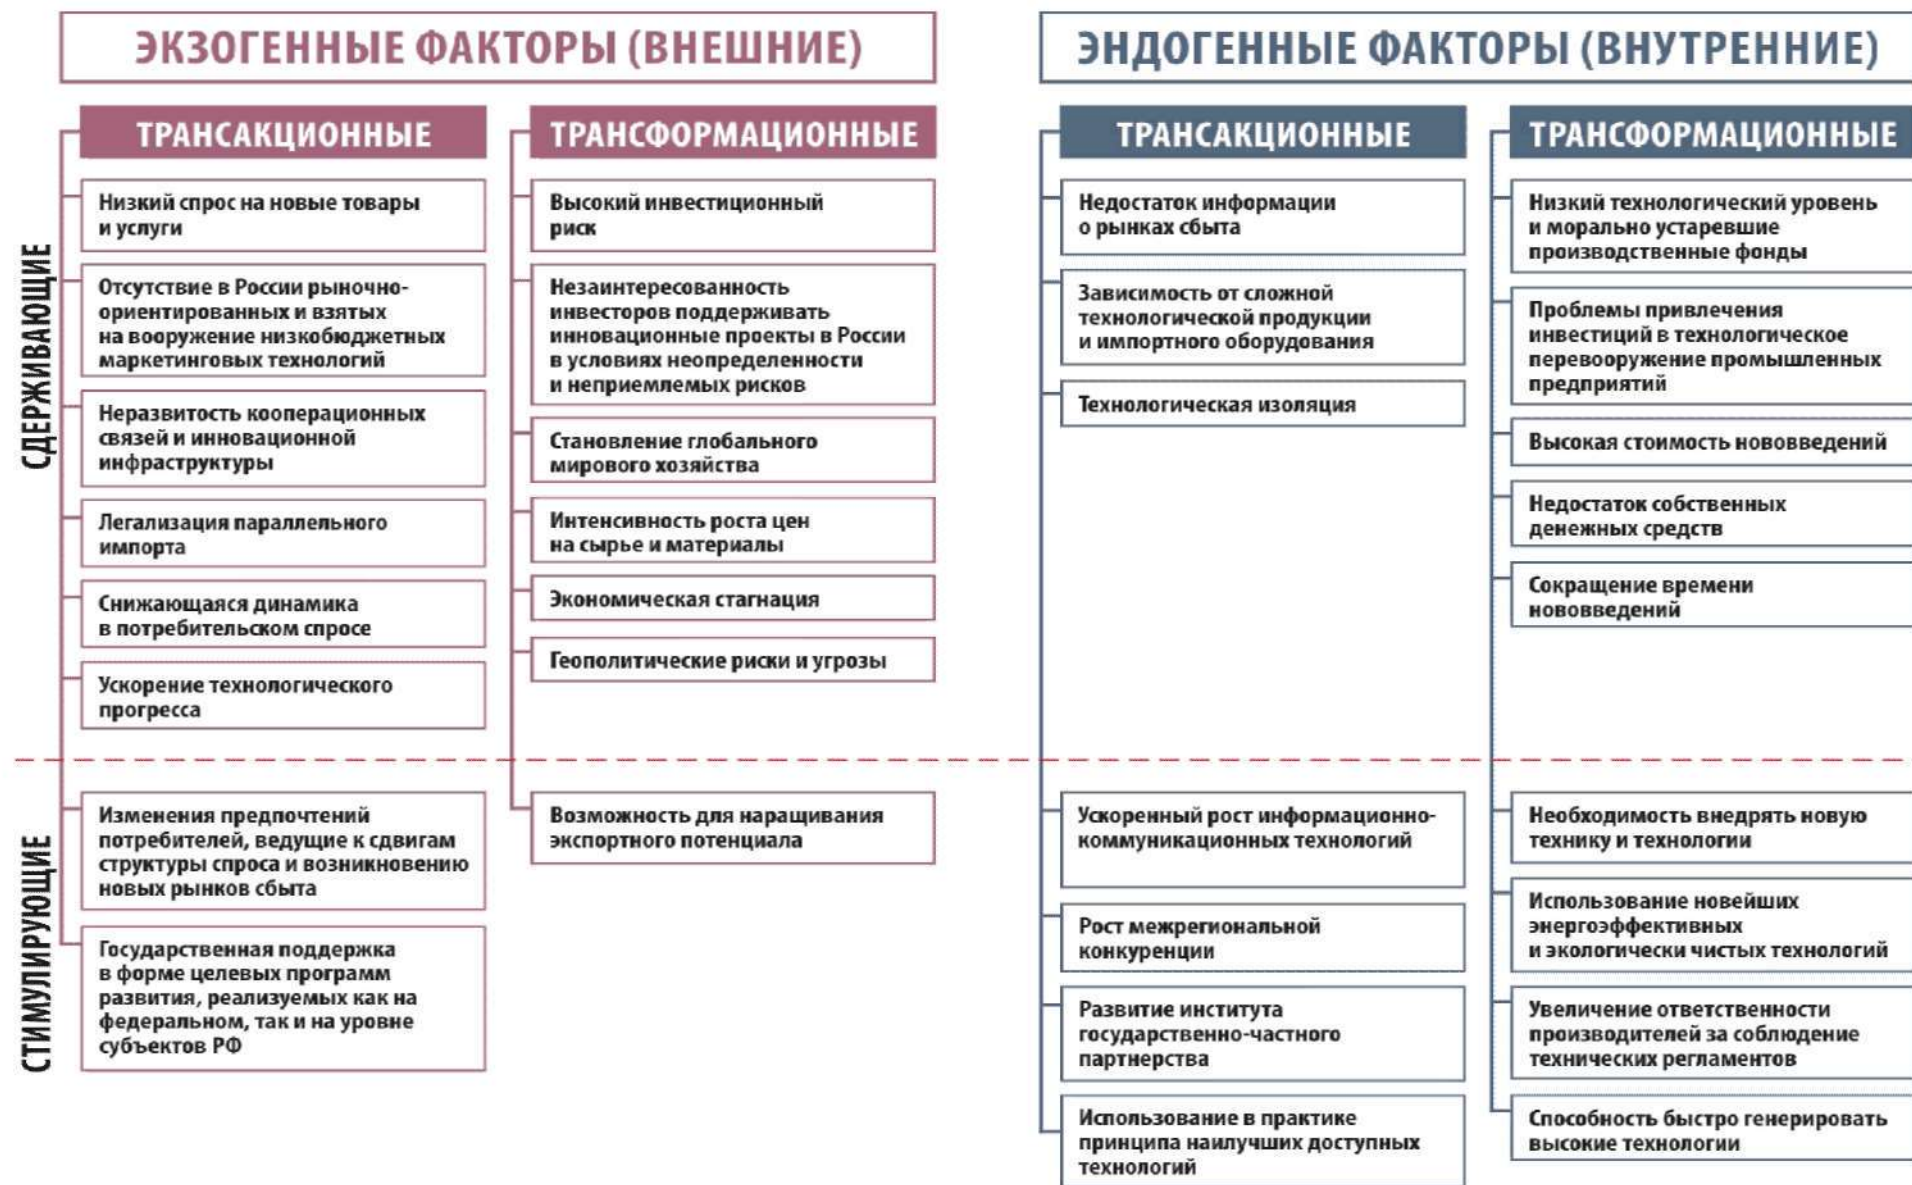 ЭКЗОГЕННЫЕ ФАКТОРЫ (ВНЕШНИЕ)
ТРАНСАКЦИОННЫЕ
СДЕРЖИВАЮЩИЕ
Низкий спрос на новые товары
и услуги
Отсутствие в России рыночно-
ориентированных и взятых
на вооружение низкобюджетных
маркетинговых технологий
Неразвитость кооперационных
связей и инновационной
инфраструктуры
Легализация параллельного
импорта
Снижающаяся динамика
в потребительском спросе
Ускорение технологического
прогресса
СТИМУЛИРУЮЩИЕ
Изменения предпочтений
потребителей, ведущие к сдвигам
структуры спроса и возникновению
новых рынков сбыта
Государственная поддержка
в форме целевых программ
развития, реализуемых как на
федеральном, так и на уровне
субъектов РФ
ТРАНСФОРМАЦИОННЫЕ
Высокий инвестиционный
риск
Незаинтересованность
инвесторов поддерживать
инновационные проекты в России
в условиях неопределенности
и неприемлемых рисков
Становление глобального
мирового хозяйства
Интенсивность роста цен
на сырье и материалы
Экономическая стагнация
Геополитические риски и угрозы
Возможность для наращивания
экспортного потенциала
ЭНДОГЕННЫЕ ФАКТОРЫ (ВНУТРЕННИЕ)
ТРАНСАКЦИОННЫЕ
Недостаток информации
о рынках сбыта
Зависимость от сложной
технологической продукции
и импортного оборудования
Технологическая изоляция
Ускоренный рост информационно-
коммуникационных технологий
Рост межрегиональной
конкуренции
Развитие института
государственно-частного
партнерства
Использование в практике
принципа наилучших доступных
технологий
ТРАНСФОРМАЦИОННЫЕ
Низкий технологический уровень
и морально устаревшие
производственные фонды
Проблемы привлечения
инвестиций в технологическое
перевооружение промышленных
предприятий
Высокая стоимость нововведений
Недостаток собственных
денежных средств
Сокращение времени
нововведений
Необходимость внедрять новую
технику и технологии
Использование новейших
энергоэффективных
и экологически чистых технологий
Увеличение ответственности
производителей за соблюдение
технических регламентов
Способность быстро генерировать
высокие технологии